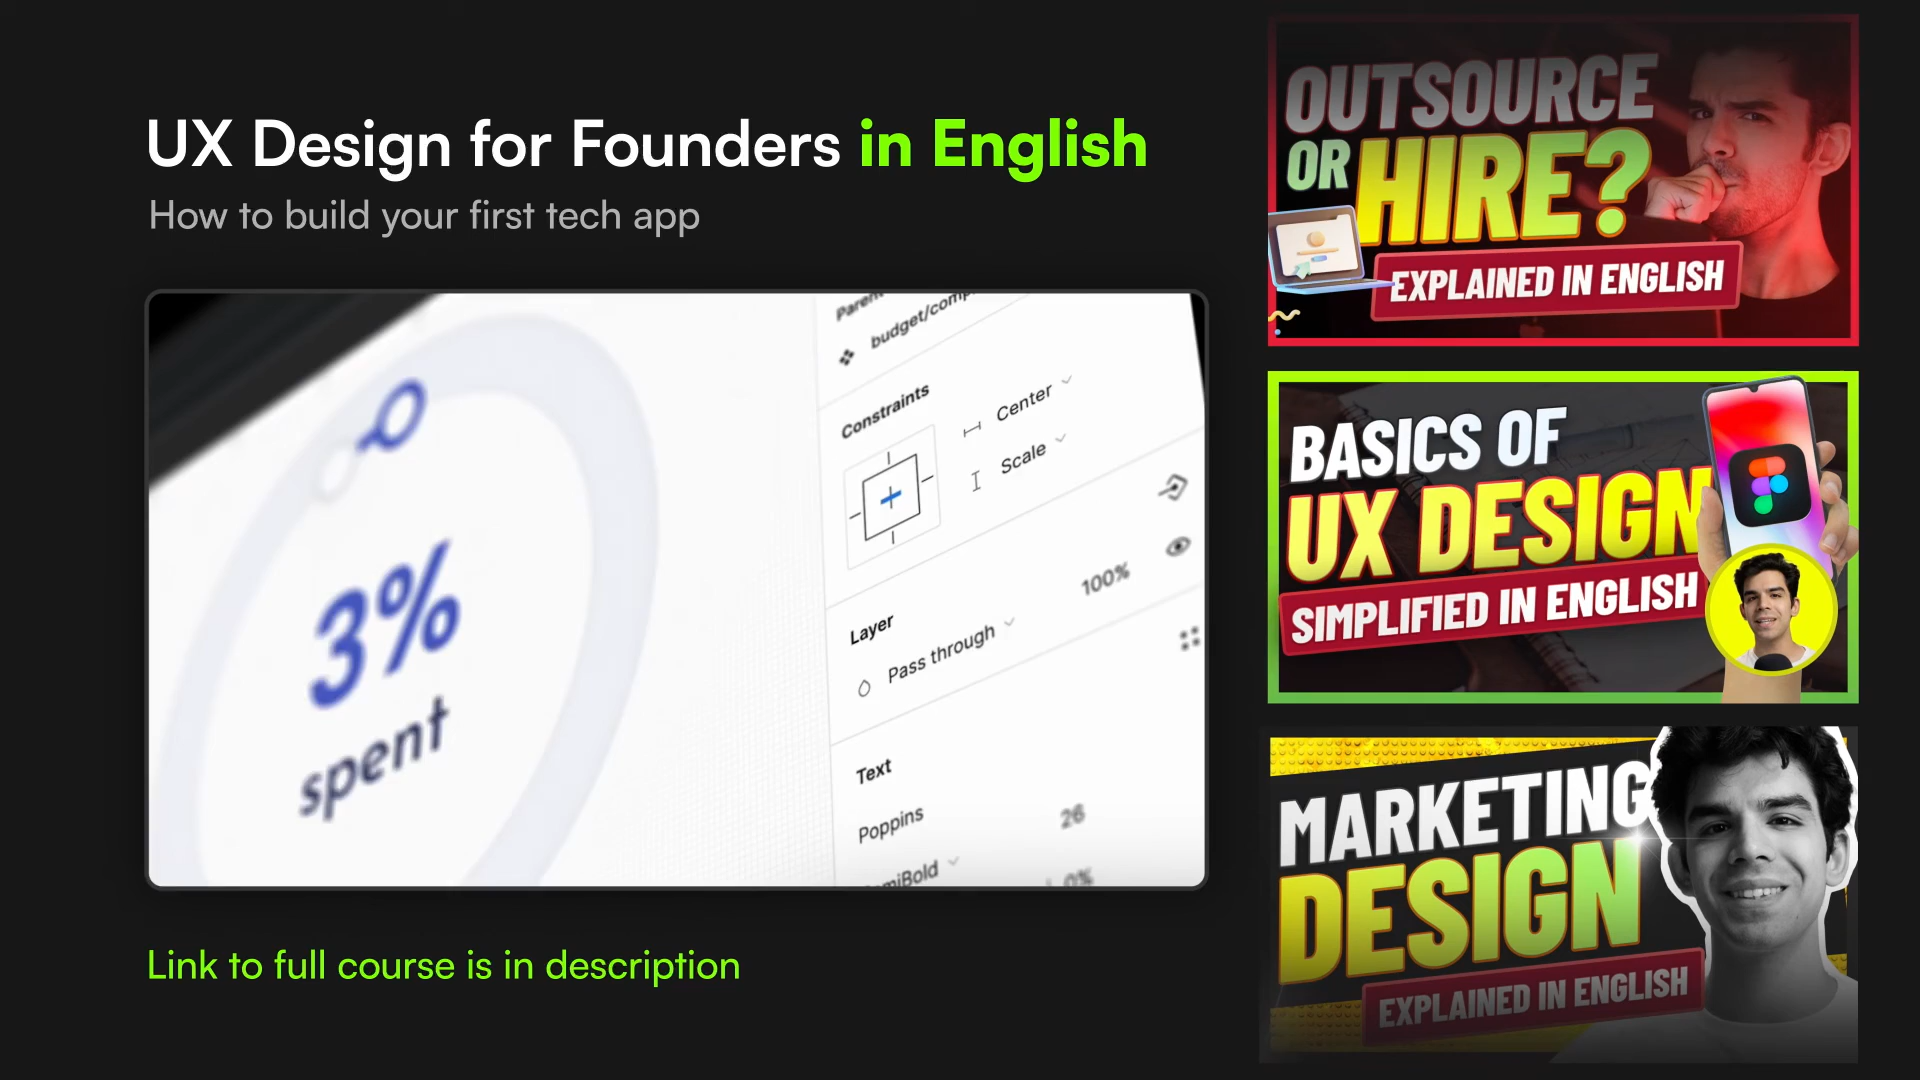 UX Design for Founders in English
How to build your first tech app
3%
spent
Constraints
Center
Scale
Layer
Pass through
100%
Text
Poppins
26
Link to full course is in description
OUTSOURCE
OR HIRE?
EXPLAINED IN ENGLISH
BASICS OF
UX DESIGN
SIMPLIFIED IN ENGLISH
MARKETING
DESIGN
EXPLAINED IN ENGLISH